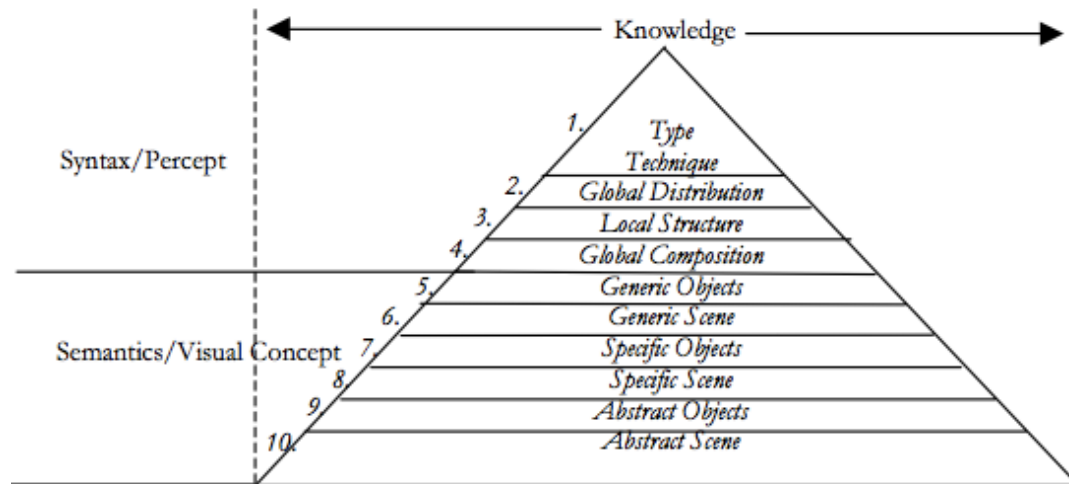 Knowledge
1.
Type
Technique
Syntax/Percept
2.
Global Distribution
3.
Local Structure
4.
Global Composition
5.
Generic Objects
6.
Generic Scene
Semantics/Visual Concept
7.
Specific Objects
8.
Specific Scene
9.
Abstract Objects
10.
Abstract Scene